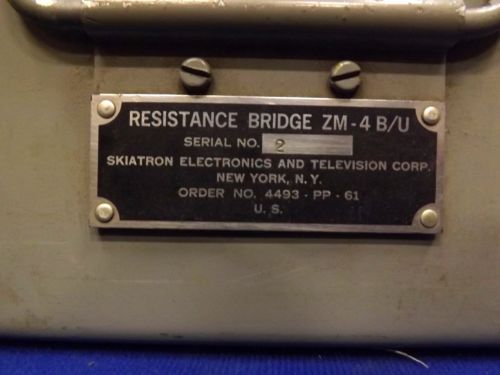 RESISTANCE BRIDGE ZM-4 B/U
SERIAL NO. 2
SKIATRON ELECTRONICS AND TELEVISION CORP.
NEW YORK, N.Y.
ORDER NO. 4493-PP-61
U.S.